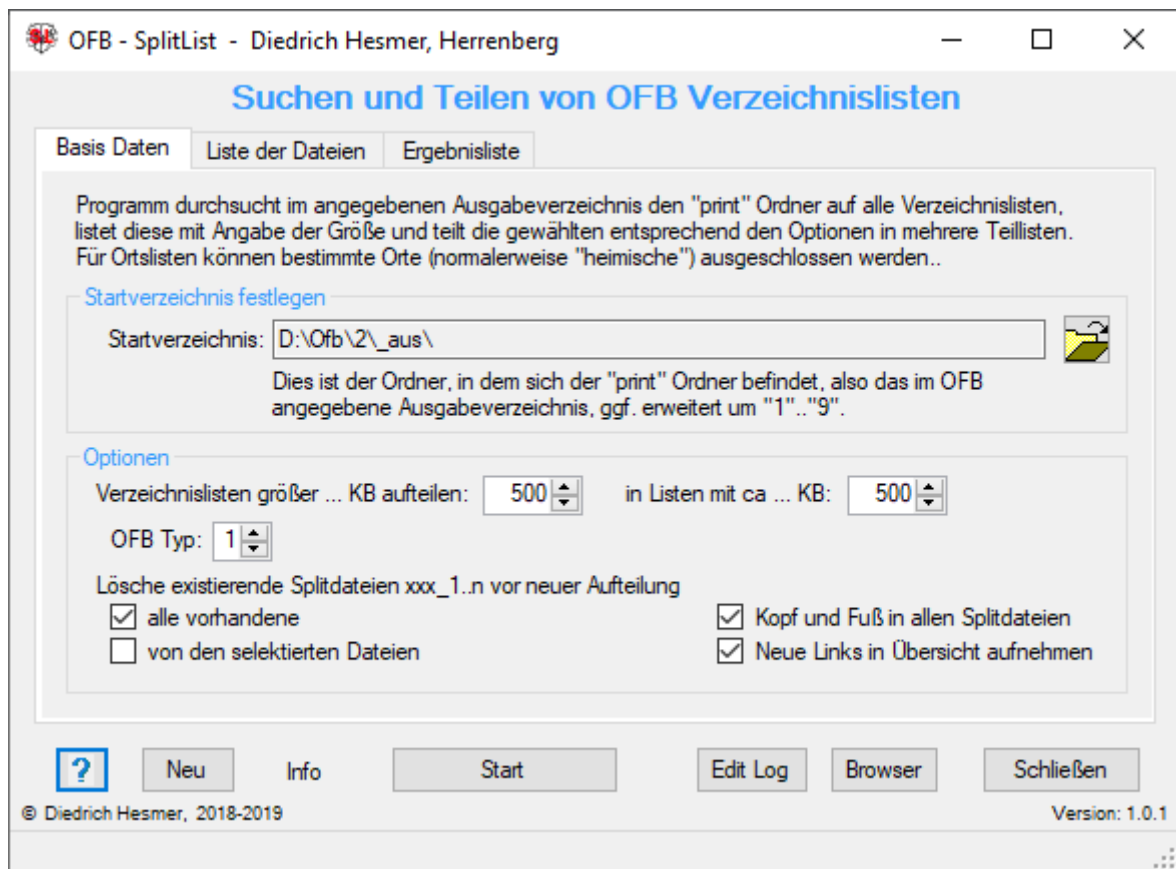 OFB - SplitList - Diedrich Hesmer, Herrenberg
Suchen und Teilen von OFB Verzeichnislisten
Basis Daten Liste der Dateien Ergebnisliste
Programm durchsucht im angegebenen Ausgabeverzeichnis den "print" Ordner auf alle Verzeichnislisten,
listet diese mit Angabe der Größe und teilt die gewählten entsprechend den Optionen in mehrere Teillisten.
Für Ortslisten können bestimmte Orte (normalerweise "heimische") ausgeschlossen werden..
Startverzeichnis festlegen
Startverzeichnis: D:\Ofb\2\_aus\
Dies ist der Ordner, in dem sich der "print" Ordner befindet, also das im OFB
angegebene Ausgabeverzeichnis, ggf. erweitert um "1".."9".
Optionen
Verzeichnislisten größer ... KB aufteilen: 500 in Listen mit ca ... KB: 500
OFB Typ: 1
Lösche existierende Splitdateien xxx_1..n vor neuer Aufteilung
alle vorhandene Kopf und Fuß in allen Splitdateien
von den selektierten Dateien Neue Links in Übersicht aufnehmen
? Neu Info Start Edit Log Browser Schließen
© Diedrich Hesmer, 2018-2019 Version: 1.0.1